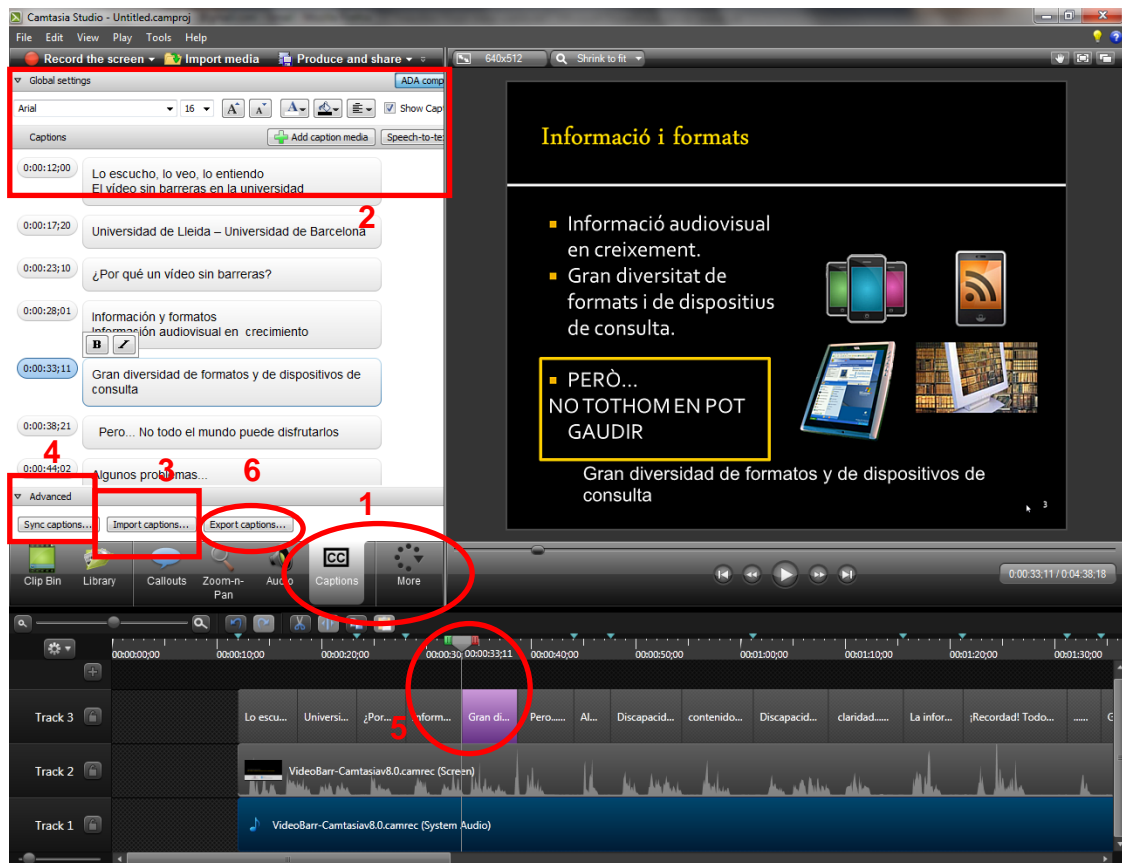 Camtasia Studio - Untitled.camproj
File Edit View Play Tools Help
Record the screen Import media Produce and share
640x512 Shrink to fit
Global settings ADA comp
Arial 16 Show Cap
Captions Add caption media Speech-to-te
0:00:12;00 Lo escucho, lo veo, lo entiendo
El vídeo sin barreras en la universidad
2
0:00:17;20 Universidad de Lleida – Universidad de Barcelona
0:00:23;10 ¿Por qué un vídeo sin barreras?
0:00:28;01 Información y formatos
Información audiovisual en crecimiento
B I
0:00:33;11 Gran diversidad de formatos y de dispositivos de
consulta
0:00:38;21 Pero... No todo el mundo puede disfrutarlos
4 3 6
0:00:44;02 Algunos problemas...
Advanced
1
Sync captions... Import captions... Export captions...
CC
Clip Bin Library Callouts Zoom-n-
Pan Audio Captions More
Informació i formats
Informació audiovisual
en creixement.
Gran diversitat de
formats i de dispositius
de consulta.
PERÒ...
NO TOTHOM EN POT
GAUDIR
Gran diversidad de formatos y de dispositivos de
consulta
3
0:00:33;11 / 0:04:38;18
00:00:00;00 00:00:10;00 00:00:20;00 00:00:30 00:00:33;11 00:00:40;00 00:00:50;00 00:01:00;00 00:01:10;00 00:01:20;00 00:01:30;00
Track 3 Lo escu... Universi... ¿Por... Inform... Gran di... Pero...... Al... Discapacid... contenido... Discapacid... claridad...... La infor... ¡Recordad! Todo... ...... G
5
Track 2 VideoBarr-Camtasiav8.0.camrec (Screen)
Track 1 VideoBarr-Camtasiav8.0.camrec (System Audio)